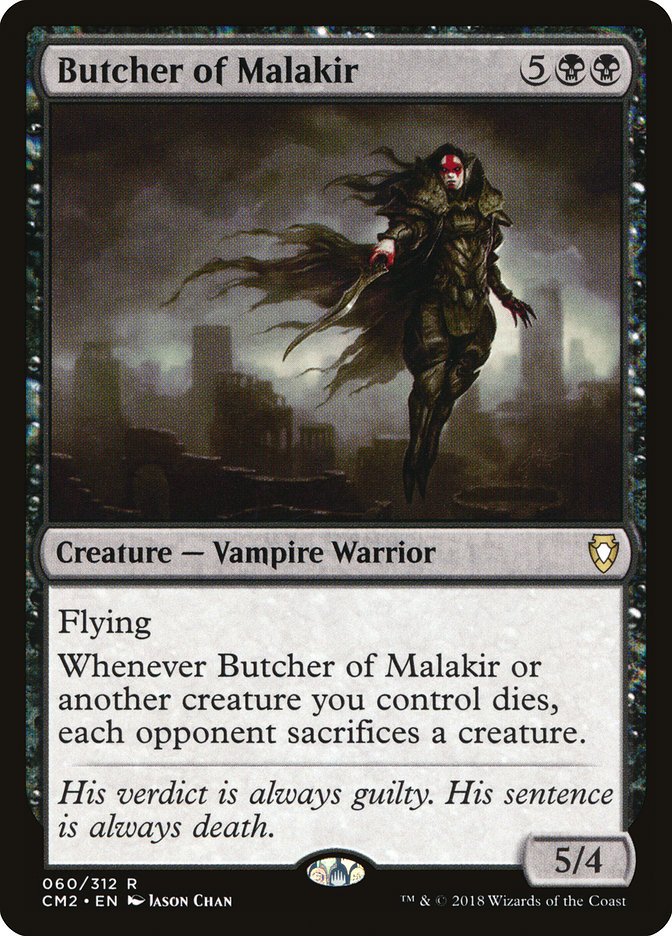 Butcher of Malakir 5
Creature — Vampire Warrior
Flying
Whenever Butcher of Malakir or
another creature you control dies,
each opponent sacrifices a creature.
His verdict is always guilty. His sentence
is always death.
5/4
060/312 R
CM2 • EN Jason Chan
™ & © 2018 Wizards of the Coast